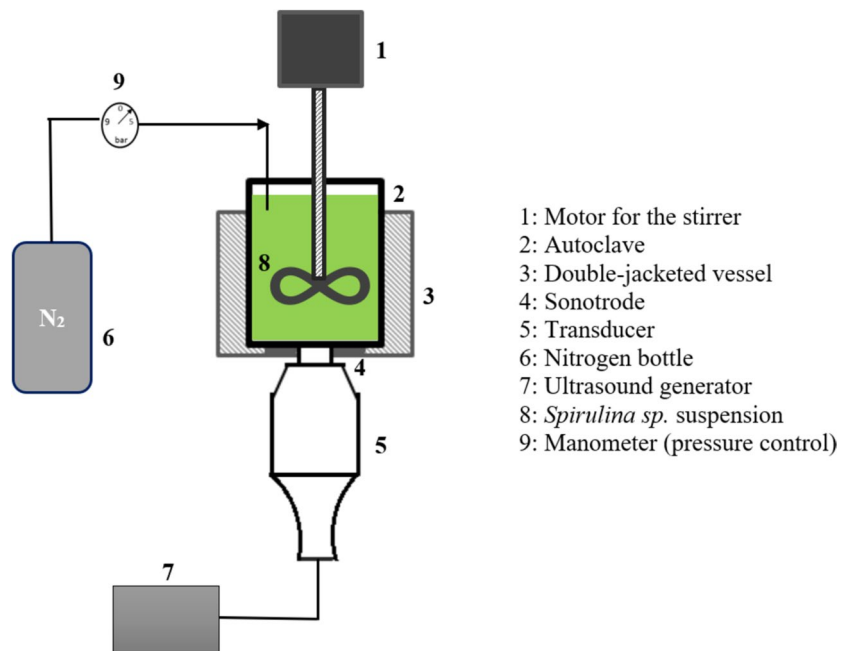 1
9
0
9 5
bar
2
8
3
N₂
6
4
5
7
1: Motor for the stirrer
2: Autoclave
3: Double-jacketed vessel
4: Sonotrode
5: Transducer
6: Nitrogen bottle
7: Ultrasound generator
8: Spirulina sp. suspension
9: Manometer (pressure control)